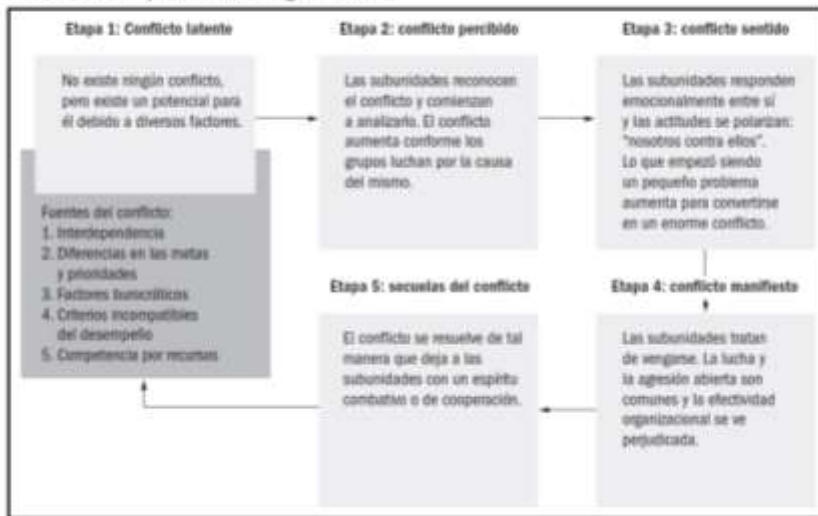 Etapa 1: Conflicto latente
No existe ningún conflicto,
pero existe un potencial para
él debido a diversos factores.
Fuentes del conflicto:
1. Interdependencia
2. Diferencias en las metas
y prioridades
3. Factores burocráticos
4. Criterios incompatibles
del desempeño
5. Competencia por recursos
Etapa 2: conflicto percibido
Las subunidades reconocen
el conflicto y comienzan
a analizarlo. El conflicto
aumenta conforme los
grupos luchan por la causa
del mismo.
Etapa 3: conflicto sentido
Las subunidades responden
emocionalmente entre sí
y las actitudes se polarizan:
"nosotros contra ellos".
Lo que empezó siendo
un pequeño problema
aumenta para convertirse
en un enorme conflicto.
Etapa 4: conflicto manifiesto
Las subunidades tratan
de vengarse. La lucha y
la agresión abierta son
comunes y la efectividad
organizacional se ve
perjudicada.
Etapa 5: secuelas del conflicto
El conflicto se resuelve de tal
manera que deja a las
subunidades con un espíritu
combativo o de cooperación.